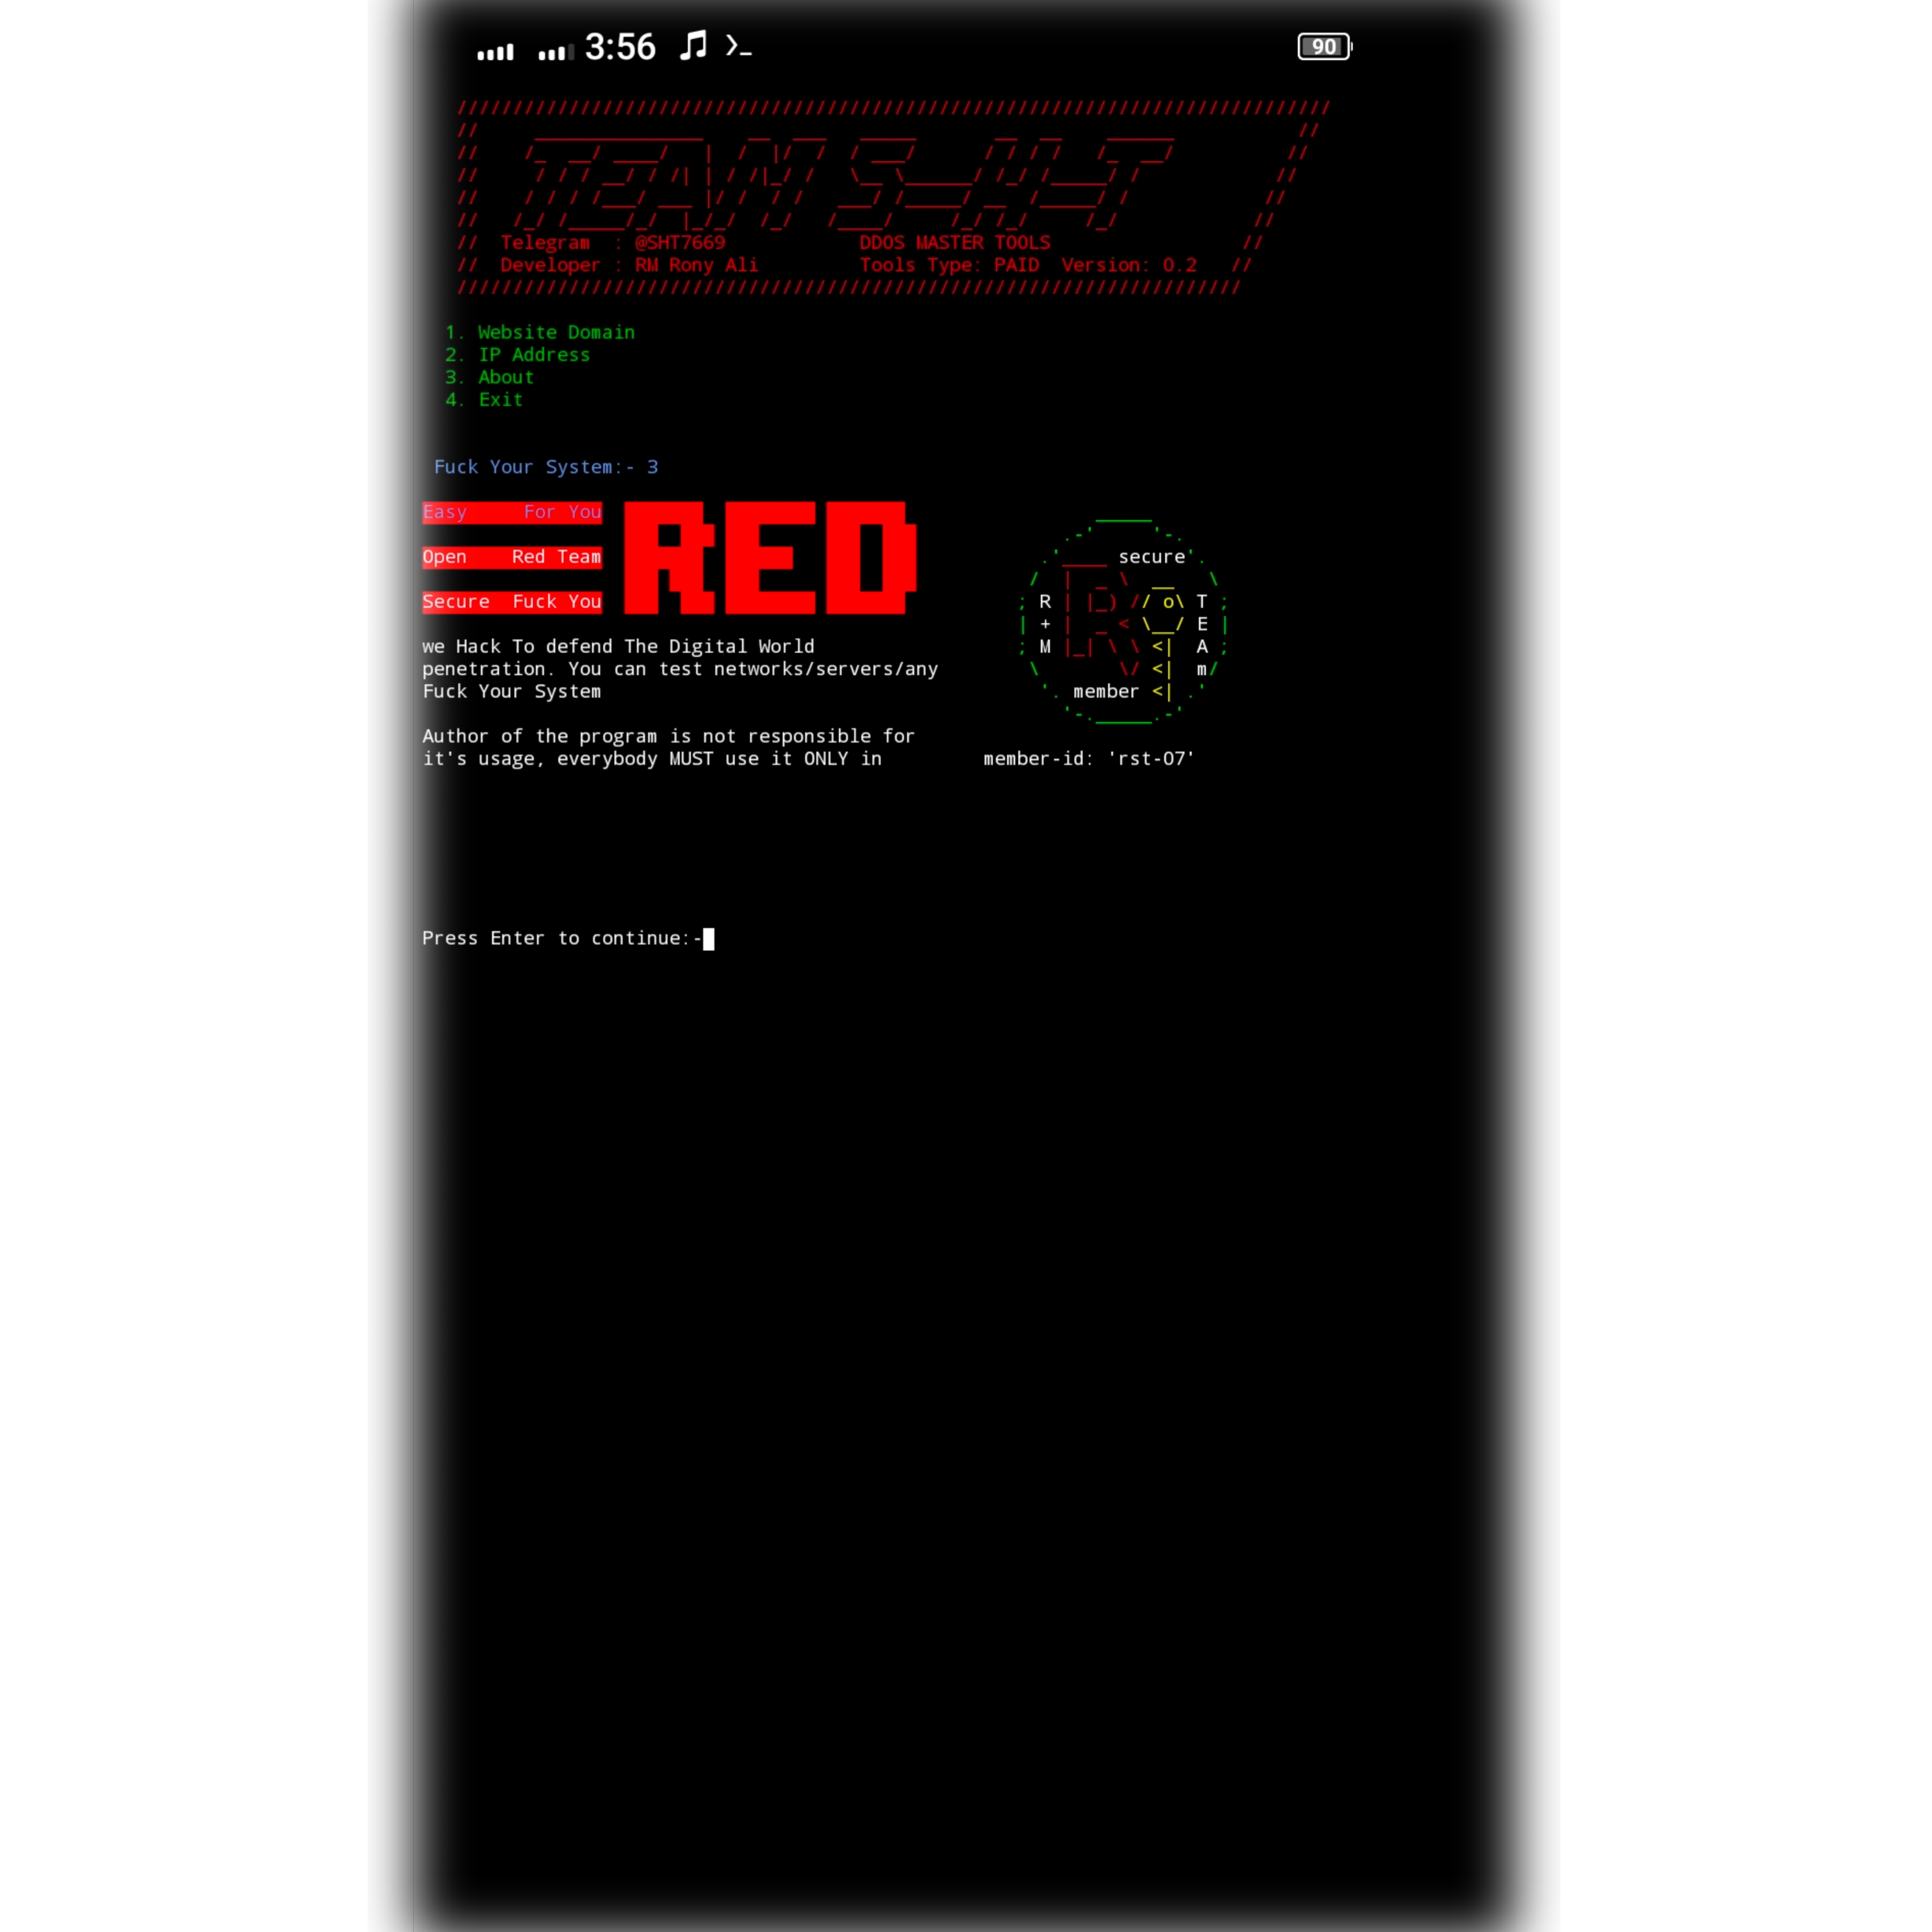 3:56
90
TEAM S-H-T
Telegram : @SHT7669 DDOS MASTER TOOLS
Developer : RM Rony Ali Tools Type: PAID Version: 0.2
1. Website Domain
2. IP Address
3. About
4. Exit
Fuck Your System:- 3
Easy For You
Open Red Team
Secure Fuck You
RED
we Hack To defend The Digital World
penetration. You can test networks/servers/any
Fuck Your System
Author of the program is not responsible for
it's usage, everybody MUST use it ONLY in
secure
R+M
R
TEAm
member
member-id: 'rst-07'
Press Enter to continue:-